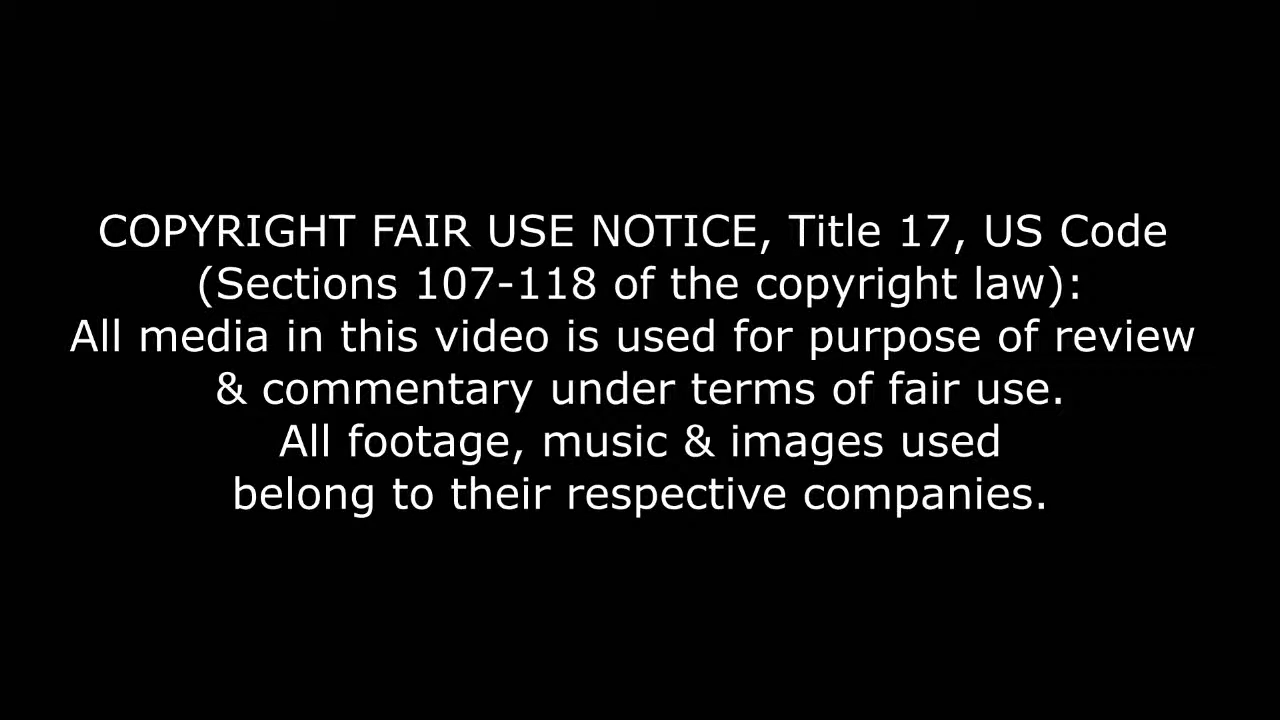 COPYRIGHT FAIR USE NOTICE, Title 17, US Code
(Sections 107-118 of the copyright law):
All media in this video is used for purpose of review
& commentary under terms of fair use.
All footage, music & images used
belong to their respective companies.